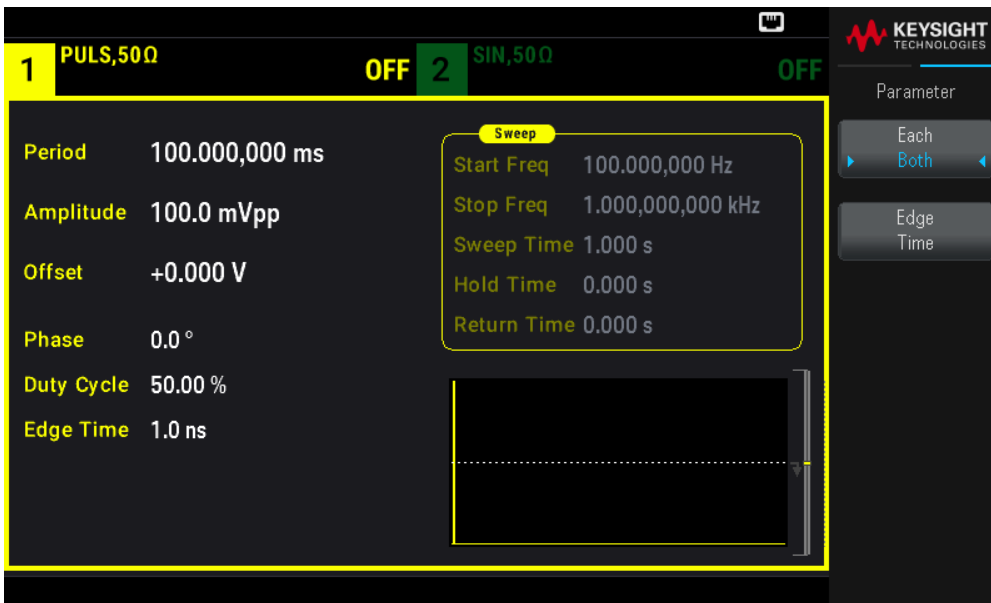 1 PULS,50Ω OFF
2 SIN,50Ω OFF
Period 100.000,000 ms
Amplitude 100.0 mVpp
Offset +0.000 V
Phase 0.0 °
Duty Cycle 50.00 %
Edge Time 1.0 ns
Sweep
Start Freq 100.000,000 Hz
Stop Freq 1.000,000,000 kHz
Sweep Time 1.000 s
Hold Time 0.000 s
Return Time 0.000 s
KEYSIGHT
TECHNOLOGIES
Parameter
Each
Both
Edge
Time